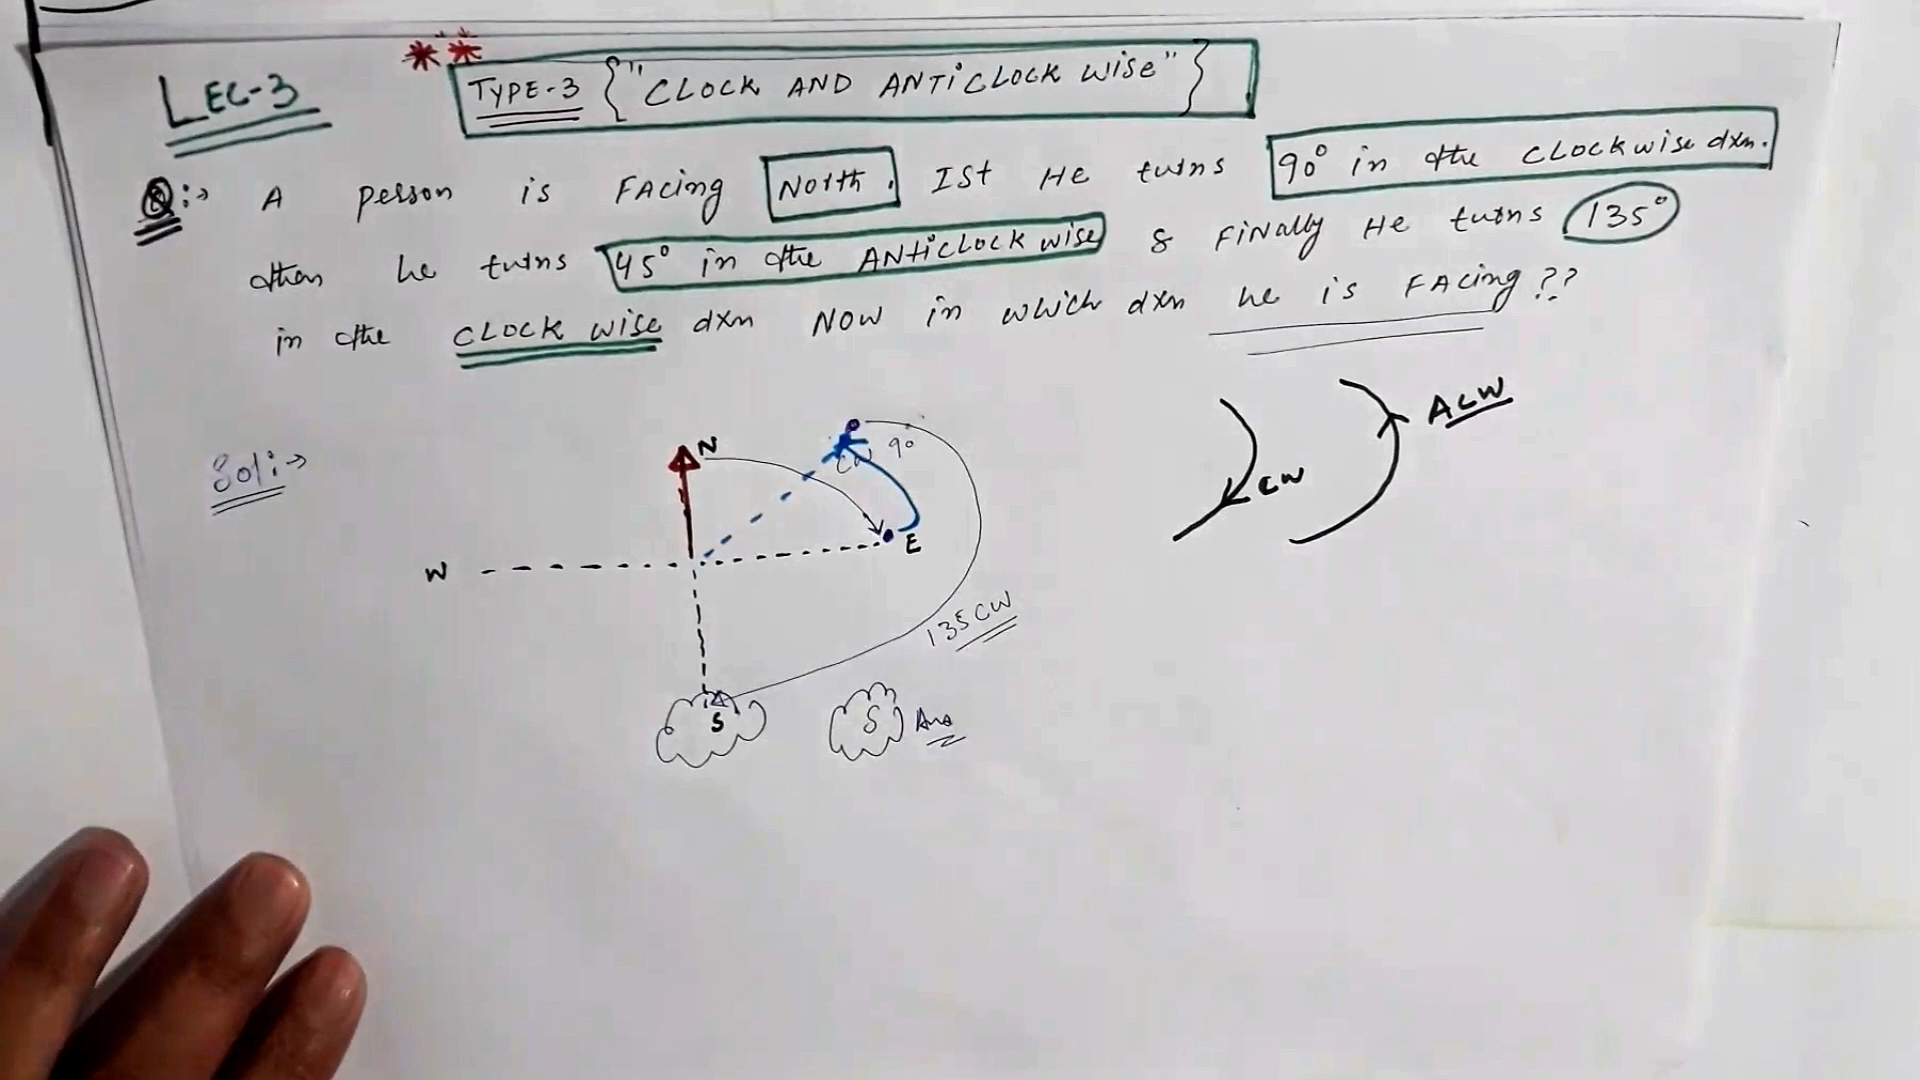 LEC-3
** TYPE-3 {"CLOCK AND ANTiCLOCK WiSE"}
Q:→ A person is FAcing North. ISt He turns 90° in the CLOCKwise dxn.
then he turns 45° in the ANtiCLOCK wise & FiNally He turns 135°
in the CLOCK wise dxn Now in which dxn he is FAcing??
Sol:→
N
CW 90°
W
E
135CW
S
S Ans
CW
ACW